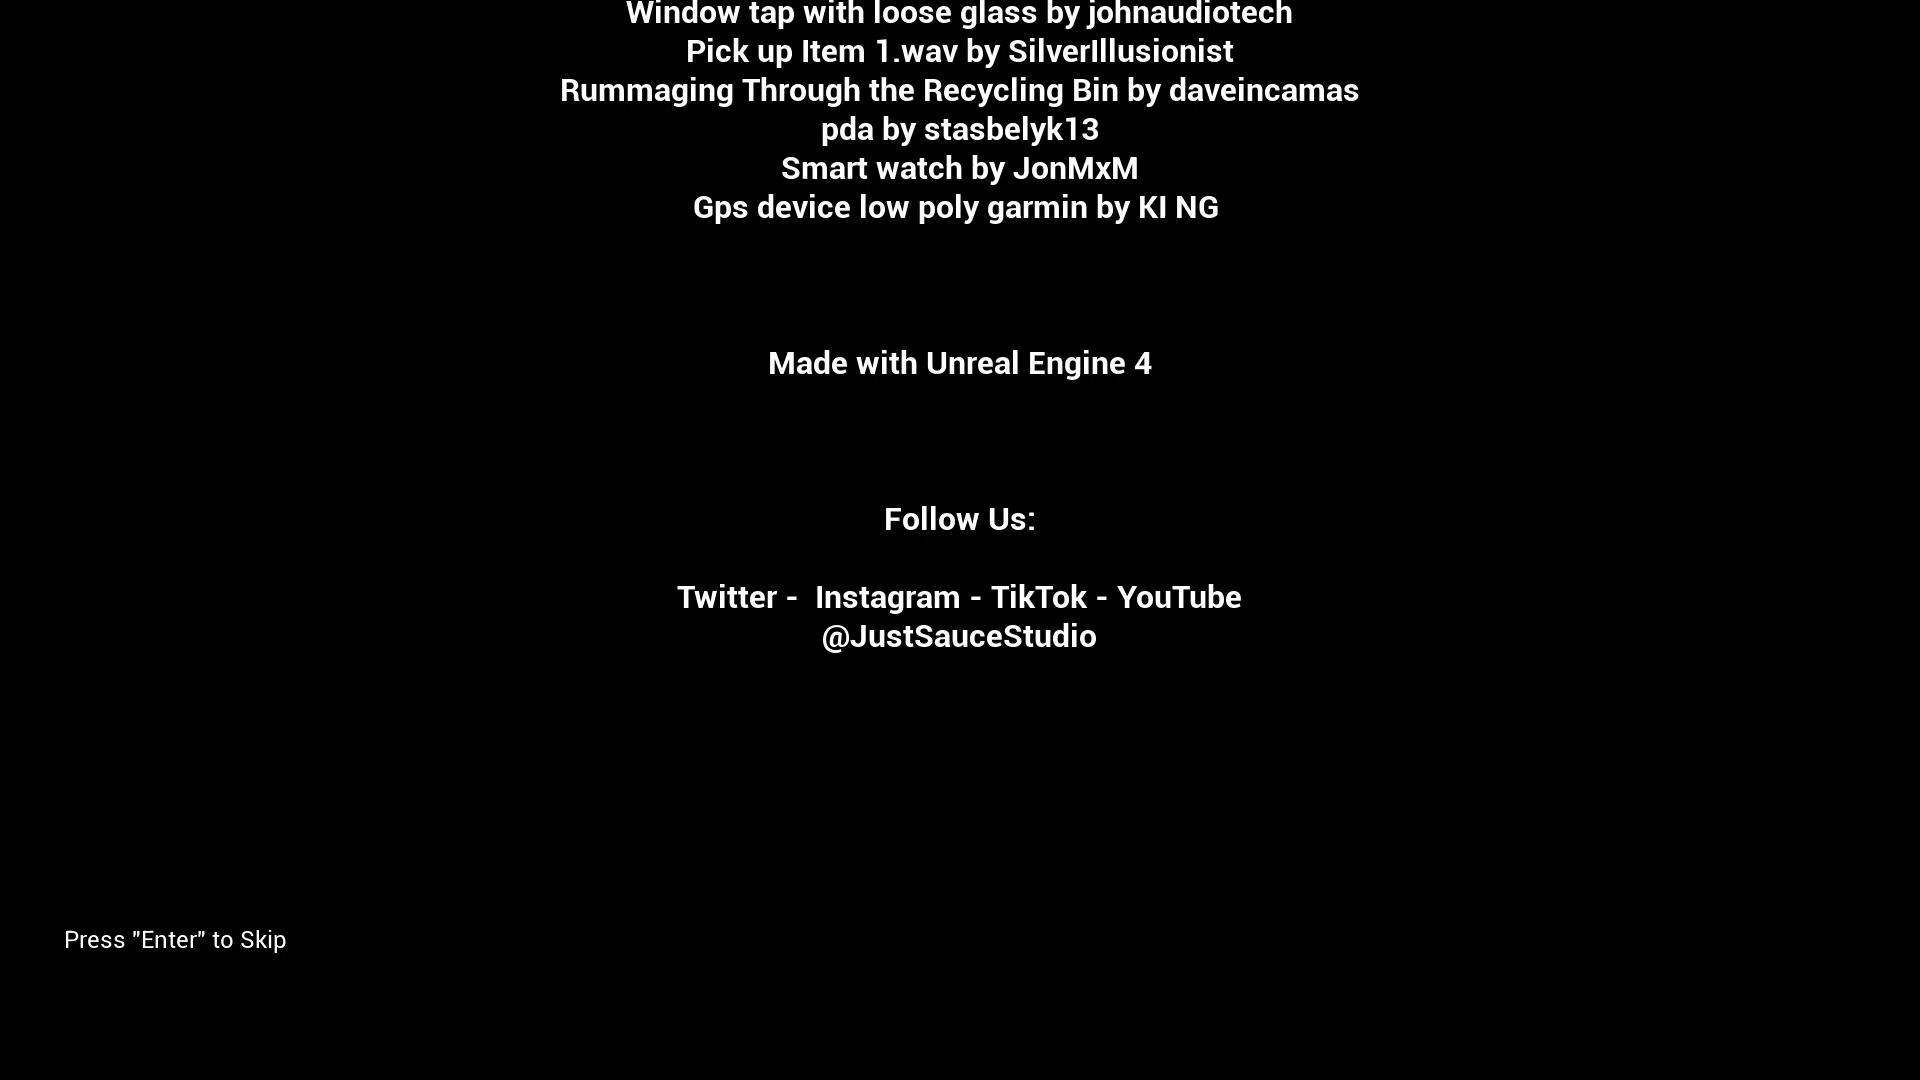 Window tap with loose glass by johnaudiotech
Pick up Item 1.wav by SilverIllusionist
Rummaging Through the Recycling Bin by daveincamas
pda by stasbelyk13
Smart watch by JonMxM
Gps device low poly garmin by KI NG
Made with Unreal Engine 4
Follow Us:
Twitter -  Instagram - TikTok - YouTube
@JustSauceStudio
Press "Enter" to Skip